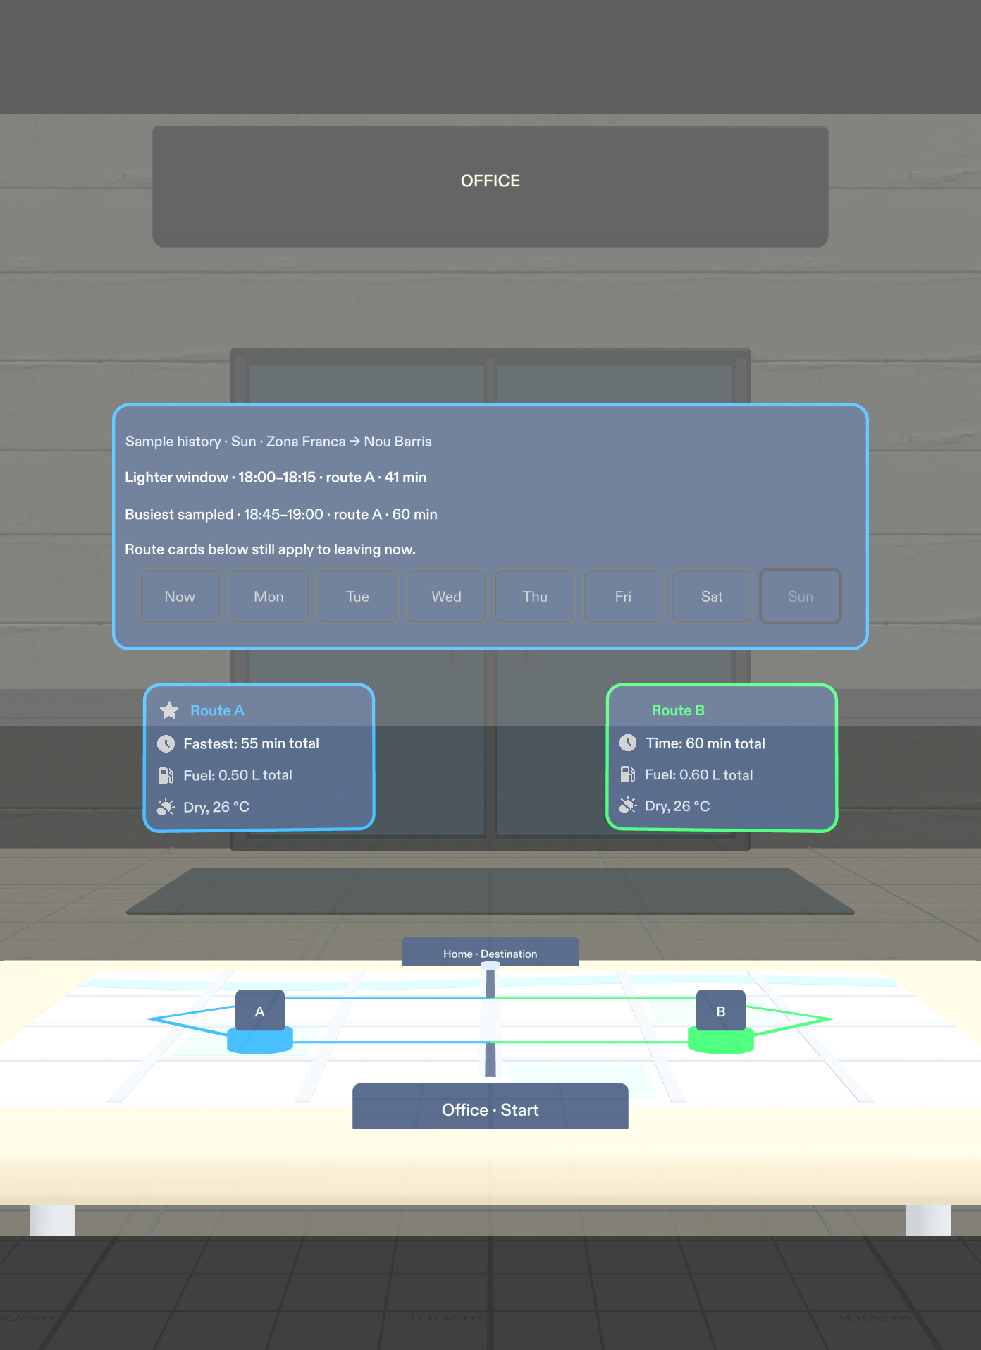 OFFICE
Sample history · Sun · Zona Franca → Nou Barris
Lighter window · 18:00–18:15 · route A · 41 min
Busiest sampled · 18:45–19:00 · route A · 60 min
Route cards below still apply to leaving now.
Now Mon Tue Wed Thu Fri Sat Sun
Route A
Fastest: 55 min total
Fuel: 0.50 L total
Dry, 26 °C
Route B
Time: 60 min total
Fuel: 0.60 L total
Dry, 26 °C
Home · Destination
A
B
Office · Start
100cm